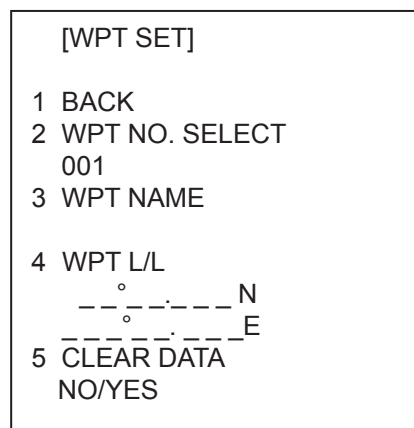 [WPT SET]
1 BACK
2 WPT NO. SELECT
001
3 WPT NAME
4 WPT L/L
_ _°_ _._ _ _ N
_ _ _°_ _._ _ _E
5 CLEAR DATA
NO/YES